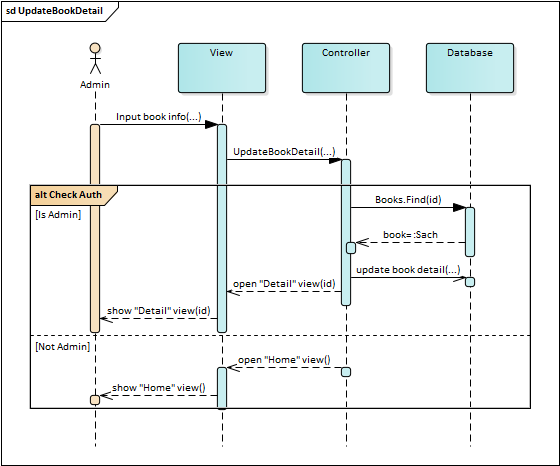 sd UpdateBookDetail
View
Controller
Database
Admin
Input book info(...)
UpdateBookDetail(...)
alt Check Auth
Books.Find(id)
[Is Admin]
book= :Sach
update book detail(...)
open "Detail" view(id)
show "Detail" view(id)
[Not Admin]
open "Home" view()
show "Home" view()